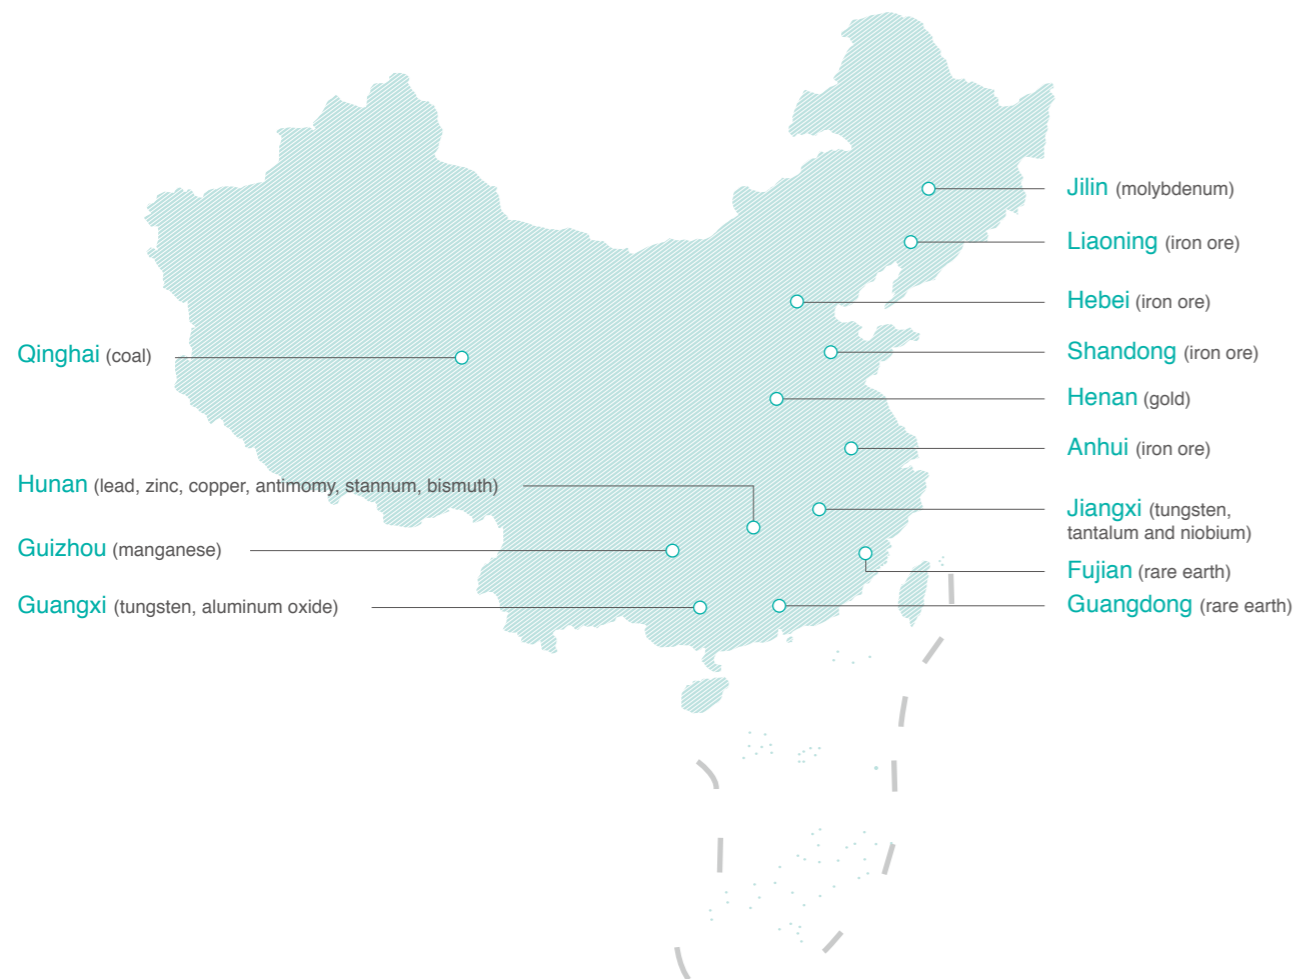 Jilin (molybdenum)
Liaoning (iron ore)
Hebei (iron ore)
Shandong (iron ore)
Qinghai (coal)
Henan (gold)
Anhui (iron ore)
Hunan (lead, zinc, copper, antimomy, stannum, bismuth)
Jiangxi (tungsten,
tantalum and niobium)
Guizhou (manganese)
Fujian (rare earth)
Guangxi (tungsten, aluminum oxide)
Guangdong (rare earth)